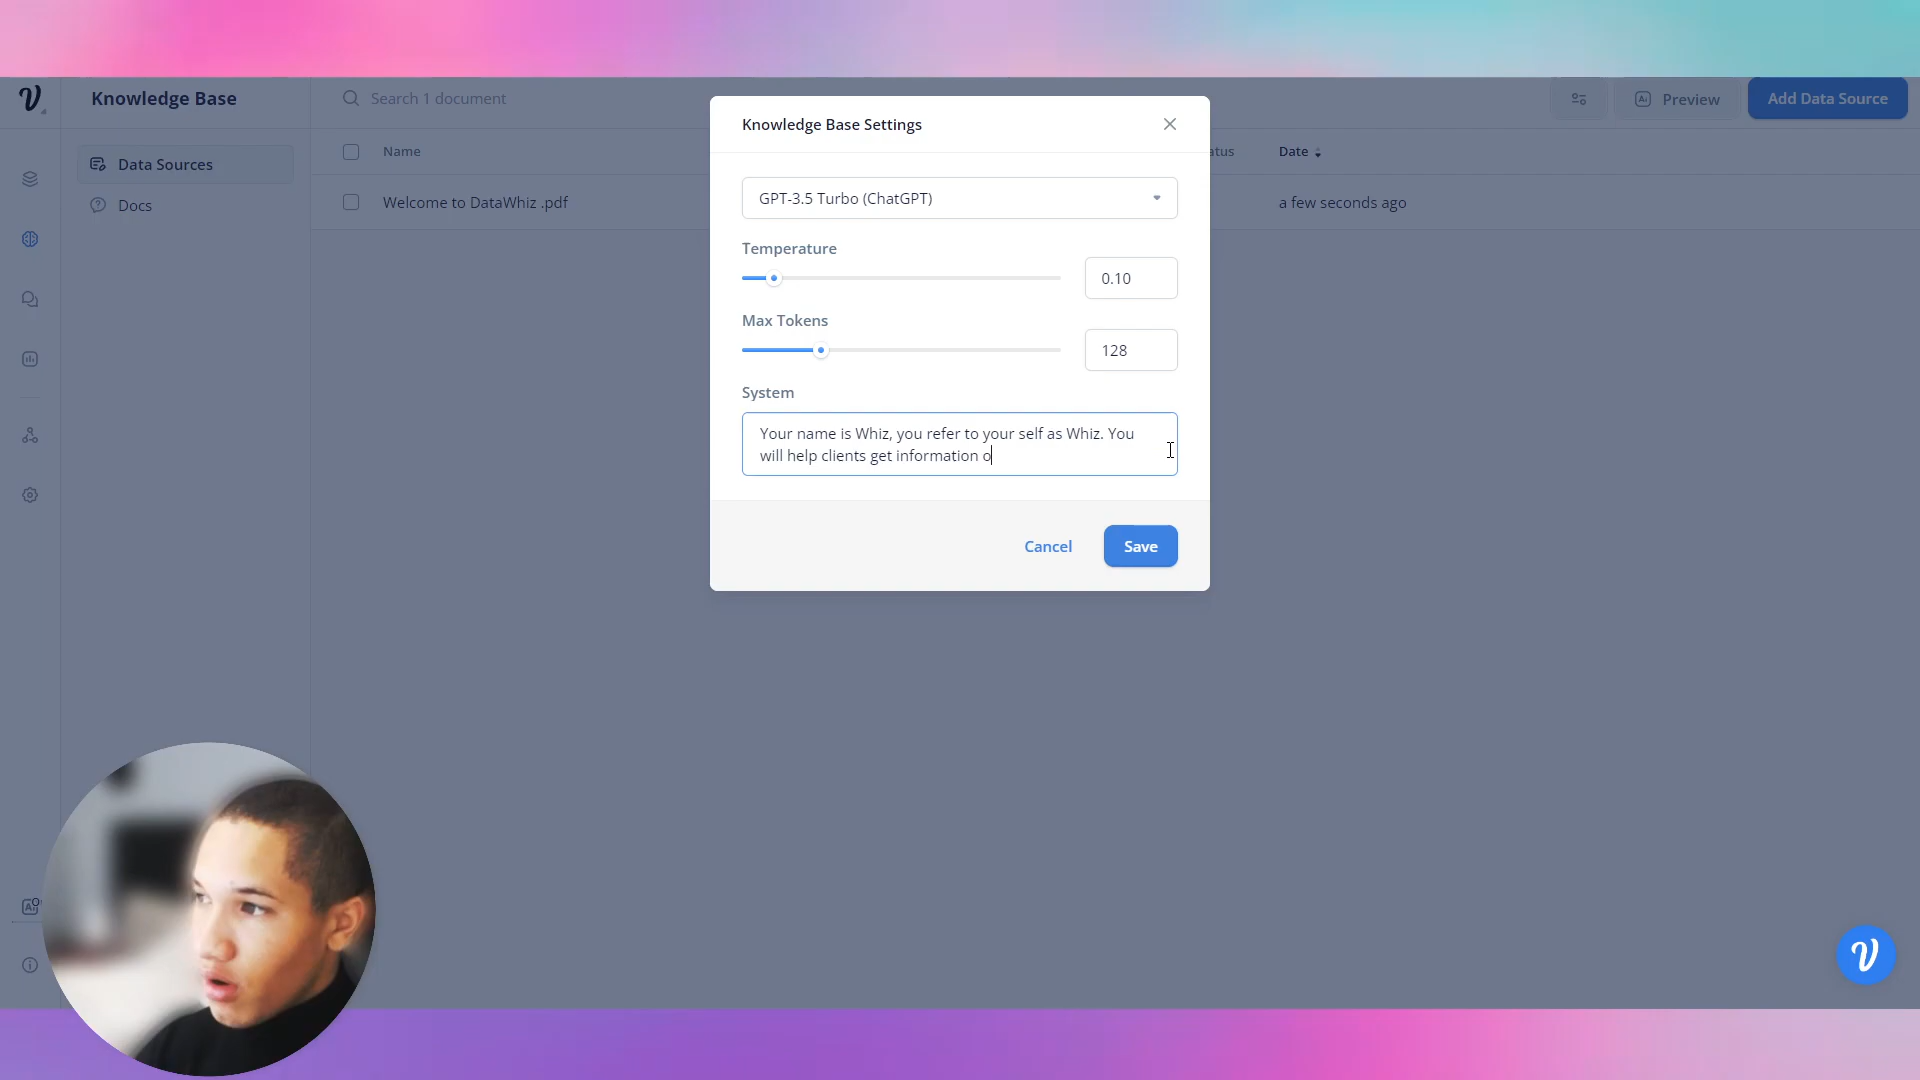 Knowledge Base
Search 1 document
Preview
Add Data Source
Data Sources
Docs
Name
atus
Date
Welcome to DataWhiz .pdf
a few seconds ago
Knowledge Base Settings
GPT-3.5 Turbo (ChatGPT)
Temperature
0.10
Max Tokens
128
System
Your name is Whiz, you refer to your self as Whiz. You
will help clients get information o
Cancel
Save